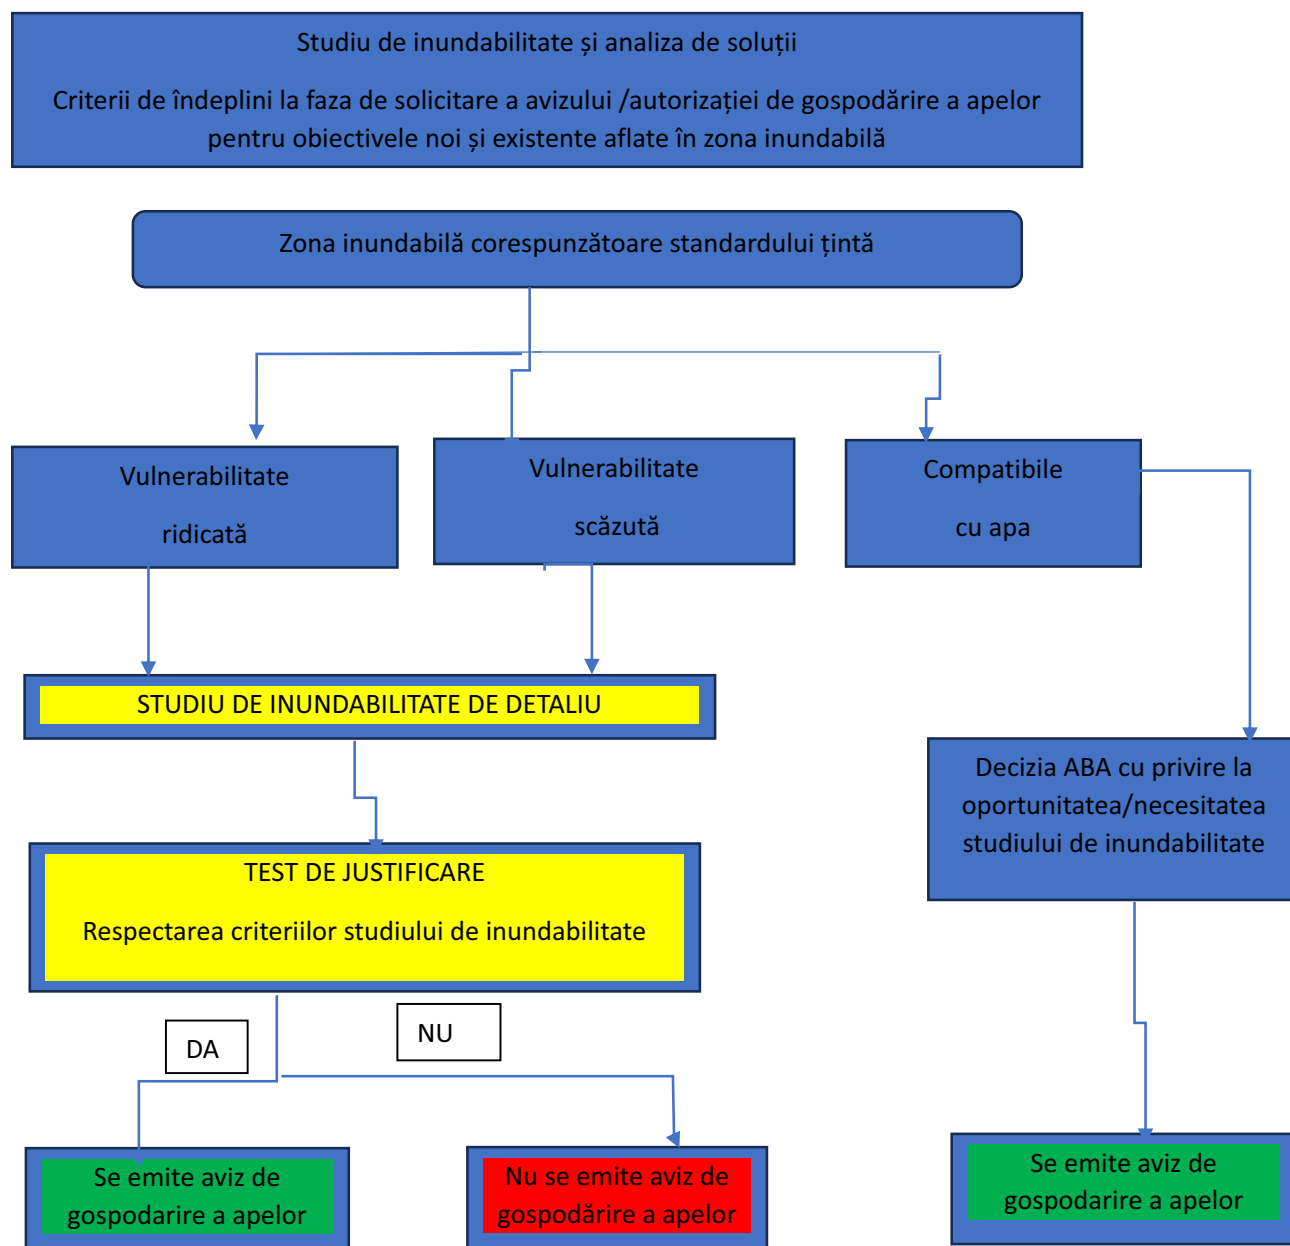 Studiu de inundabilitate și analiza de soluții
Criterii de îndeplini la faza de solicitare a avizului /autorizației de gospodărire a apelor
pentru obiectivele noi și existente aflate în zona inundabilă
Zona inundabilă corespunzătoare standardului țintă
Vulnerabilitate
ridicată
Vulnerabilitate
scăzută
Compatibile
cu apa
STUDIU DE INUNDABILITATE DE DETALIU
Decizia ABA cu privire la
oportunitatea/necesitatea
studiului de inundabilitate
TEST DE JUSTIFICARE
Respectarea criteriilor studiului de inundabilitate
DA
NU
Se emite aviz de
gospodarire a apelor
Nu se emite aviz de
gospodărire a apelor
Se emite aviz de
gospodarire a apelor